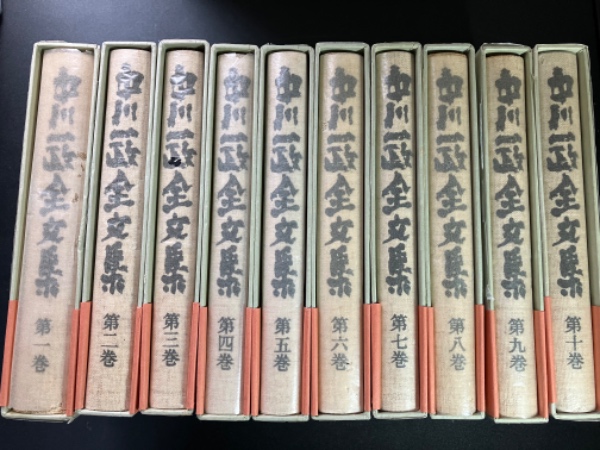 中川一政全文集 第一巻
中川一政全文集 第二巻
中川一政全文集 第三巻
中川一政全文集 第四巻
中川一政全文集 第五巻
中川一政全文集 第六巻
中川一政全文集 第七巻
中川一政全文集 第八巻
中川一政全文集 第九巻
中川一政全文集 第十巻